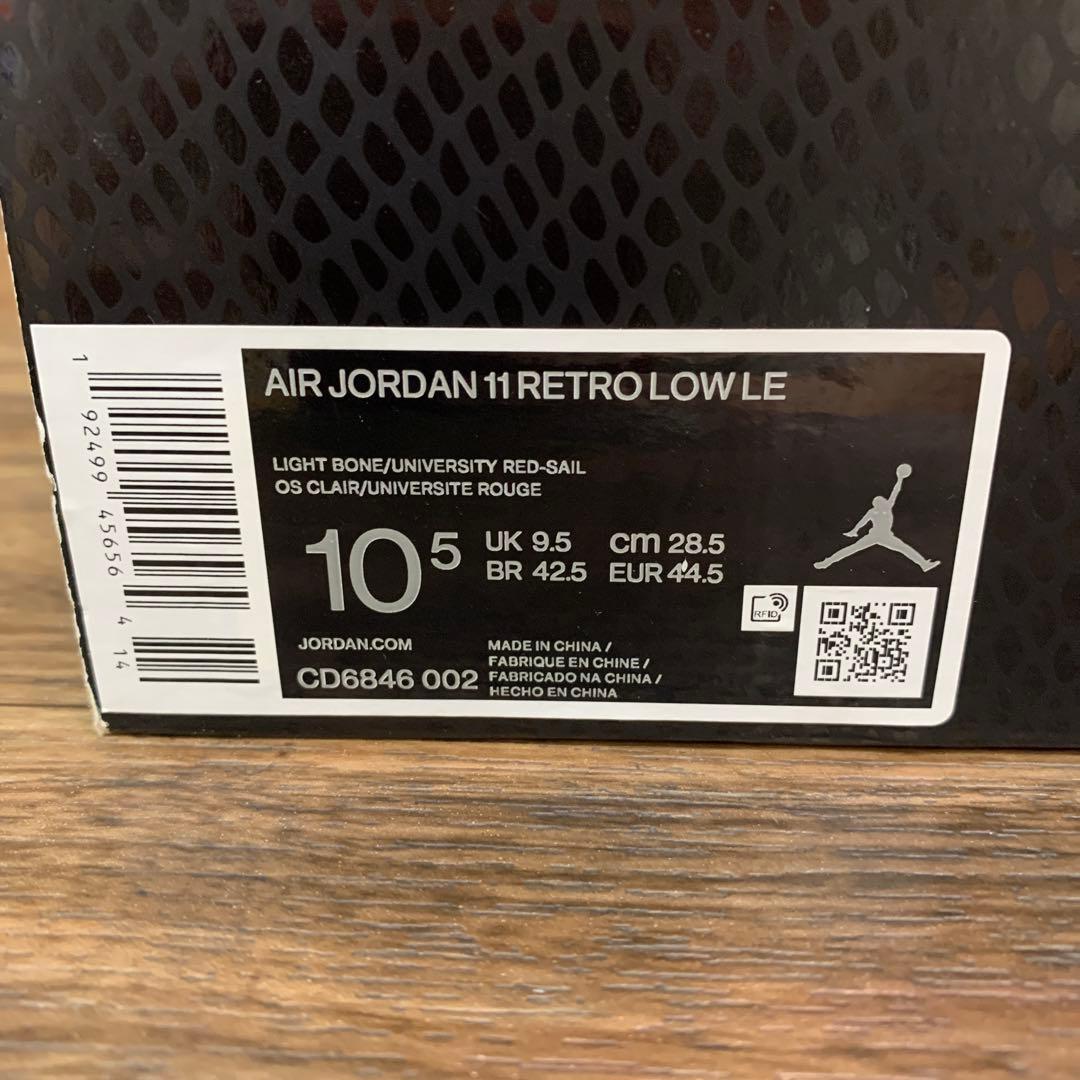 AIR JORDAN 11 RETRO LOW LE
LIGHT BONE/UNIVERSITY RED-SAIL
OS CLAIR/UNIVERSITE ROUGE
10 5
UK 9.5 cm 28.5
BR 42.5 EUR 44.5
JORDAN.COM
CD6846 002
MADE IN CHINA /
FABRIQUE EN CHINE /
FABRICADO NA CHINA /
HECHO EN CHINA
RFID
1 92499 45656 4 14